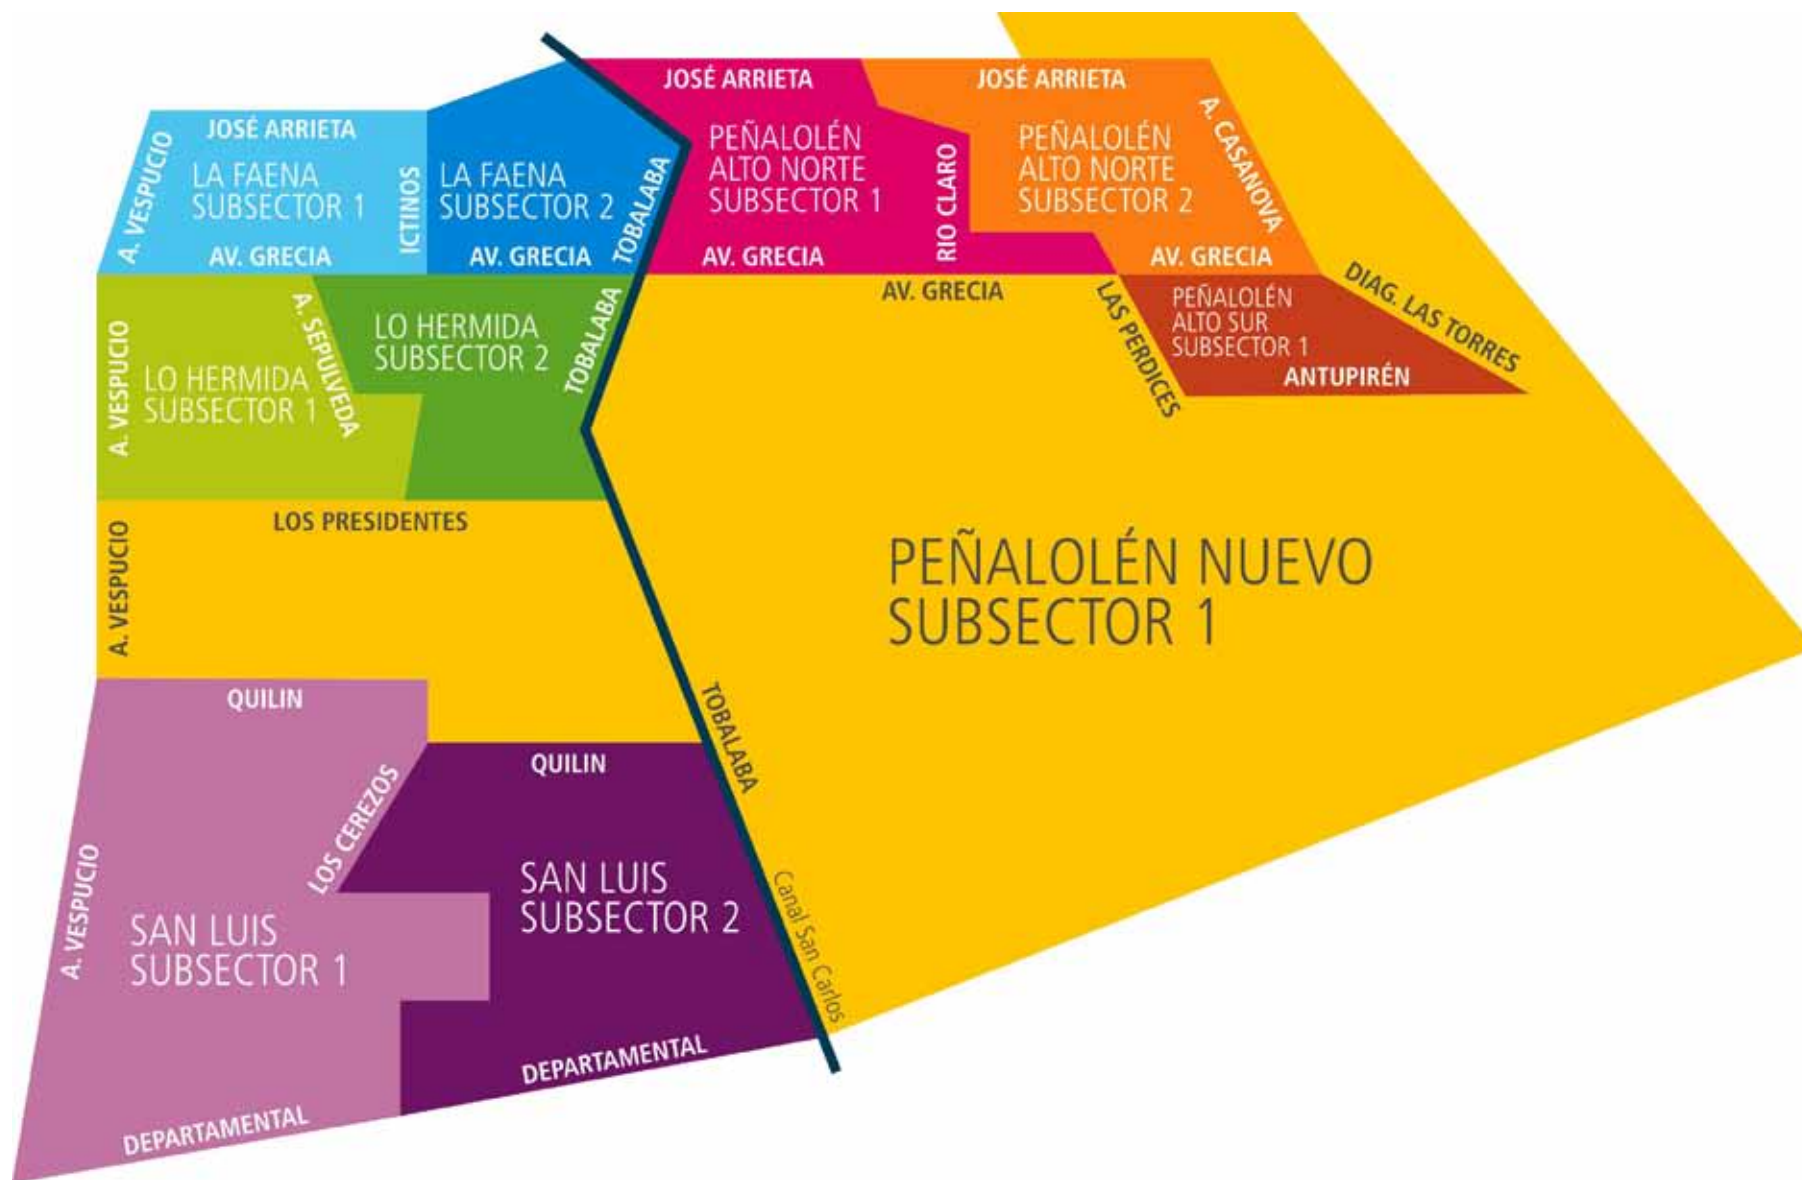 JOSÉ ARRIETA
JOSÉ ARRIETA
JOSÉ ARRIETA
A. VESPUCIO
LA FAENA
SUBSECTOR 1
ICTINOS
LA FAENA
SUBSECTOR 2
TOBALABA
PEÑALOLÉN
ALTO NORTE
SUBSECTOR 1
RIO CLARO
PEÑALOLÉN
ALTO NORTE
SUBSECTOR 2
A. CASANOVA
AV. GRECIA
AV. GRECIA
AV. GRECIA
AV. GRECIA
AV. GRECIA
A. VESPUCIO
LO HERMIDA
SUBSECTOR 1
A. SEPULVEDA
LO HERMIDA
SUBSECTOR 2
TOBALABA
LAS PERDICES
PEÑALOLÉN
ALTO SUR
SUBSECTOR 1
ANTUPIRÉN
DIAG. LAS TORRES
LOS PRESIDENTES
A. VESPUCIO
PEÑALOLÉN NUEVO
SUBSECTOR 1
QUILIN
QUILIN
TOBALABA
LOS CEREZOS
A. VESPUCIO
SAN LUIS
SUBSECTOR 1
SAN LUIS
SUBSECTOR 2
Canal San Carlos
DEPARTAMENTAL
DEPARTAMENTAL